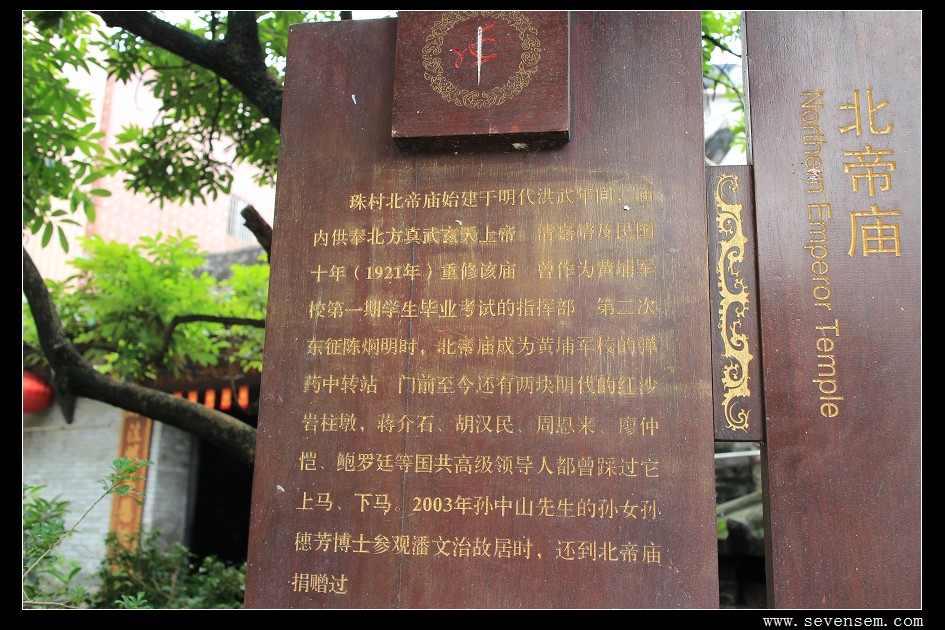 珠村北帝庙始建于明代洪武年间，庙
内供奉北方真武玄天上帝 清嘉靖及民国
十年（1921年）重修该庙 曾作为黄埔军
校第一期学生毕业考试的指挥部 第二次
东征陈炯明时，北帝庙成为黄埔军校的弹
药中转站 门前至今还有两块明代的红沙
岩柱墩，蒋介石、胡汉民、周恩来、廖仲
恺、鲍罗廷等国共高级领导人都曾踩过它
上马、下马。2003年孙中山先生的孙女孙
穗芳博士参观潘文治故居时，还到北帝庙
捐赠过
北帝庙
Northern Emperor Temple
www.sevensem.com